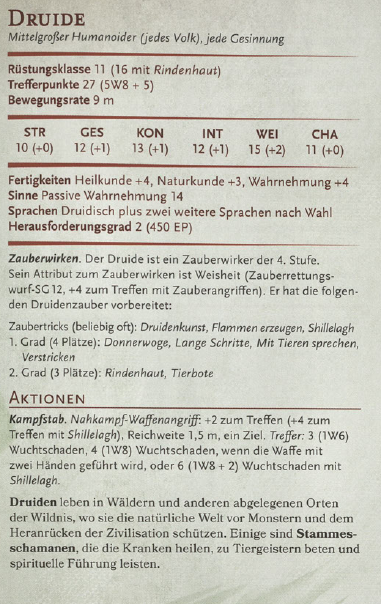 DRUIDE
Mittelgroßer Humanoider (jedes Volk), jede Gesinnung
Rüstungsklasse 11 (16 mit Rindenhaut)
Trefferpunkte 27 (5W8 + 5)
Bewegungsrate 9 m
STR GES KON INT WEI CHA
10 (+0) 12 (+1) 13 (+1) 12 (+1) 15 (+2) 11 (+0)
Fertigkeiten Heilkunde +4, Naturkunde +3, Wahrnehmung +4
Sinne Passive Wahrnehmung 14
Sprachen Druidisch plus zwei weitere Sprachen nach Wahl
Herausforderungsgrad 2 (450 EP)
Zauberwirken. Der Druide ist ein Zauberwirker der 4. Stufe.
Sein Attribut zum Zauberwirken ist Weisheit (Zauberrettungs-
wurf-SG 12, +4 zum Treffen mit Zauberangriffen). Er hat die folgen-
den Druidenzauber vorbereitet:
Zaubertricks (beliebig oft): Druidenkunst, Flammen erzeugen, Shillelagh
1. Grad (4 Plätze): Donnerwoge, Lange Schritte, Mit Tieren sprechen,
Verstricken
2. Grad (3 Plätze): Rindenhaut, Tierbote
AKTIONEN
Kampfstab. Nahkampf-Waffenangriff: +2 zum Treffen (+4 zum
Treffen mit Shillelagh), Reichweite 1,5 m, ein Ziel. Treffer: 3 (1W6)
Wuchtschaden, 4 (1W8) Wuchtschaden, wenn die Waffe mit
zwei Händen geführt wird, oder 6 (1W8 + 2) Wuchtschaden mit
Shillelagh.
Druiden leben in Wäldern und anderen abgelegenen Orten
der Wildnis, wo sie die natürliche Welt vor Monstern und dem
Heranrücken der Zivilisation schützen. Einige sind Stammes-
schamanen, die die Kranken heilen, zu Tiergeistern beten und
spirituelle Führung leisten.